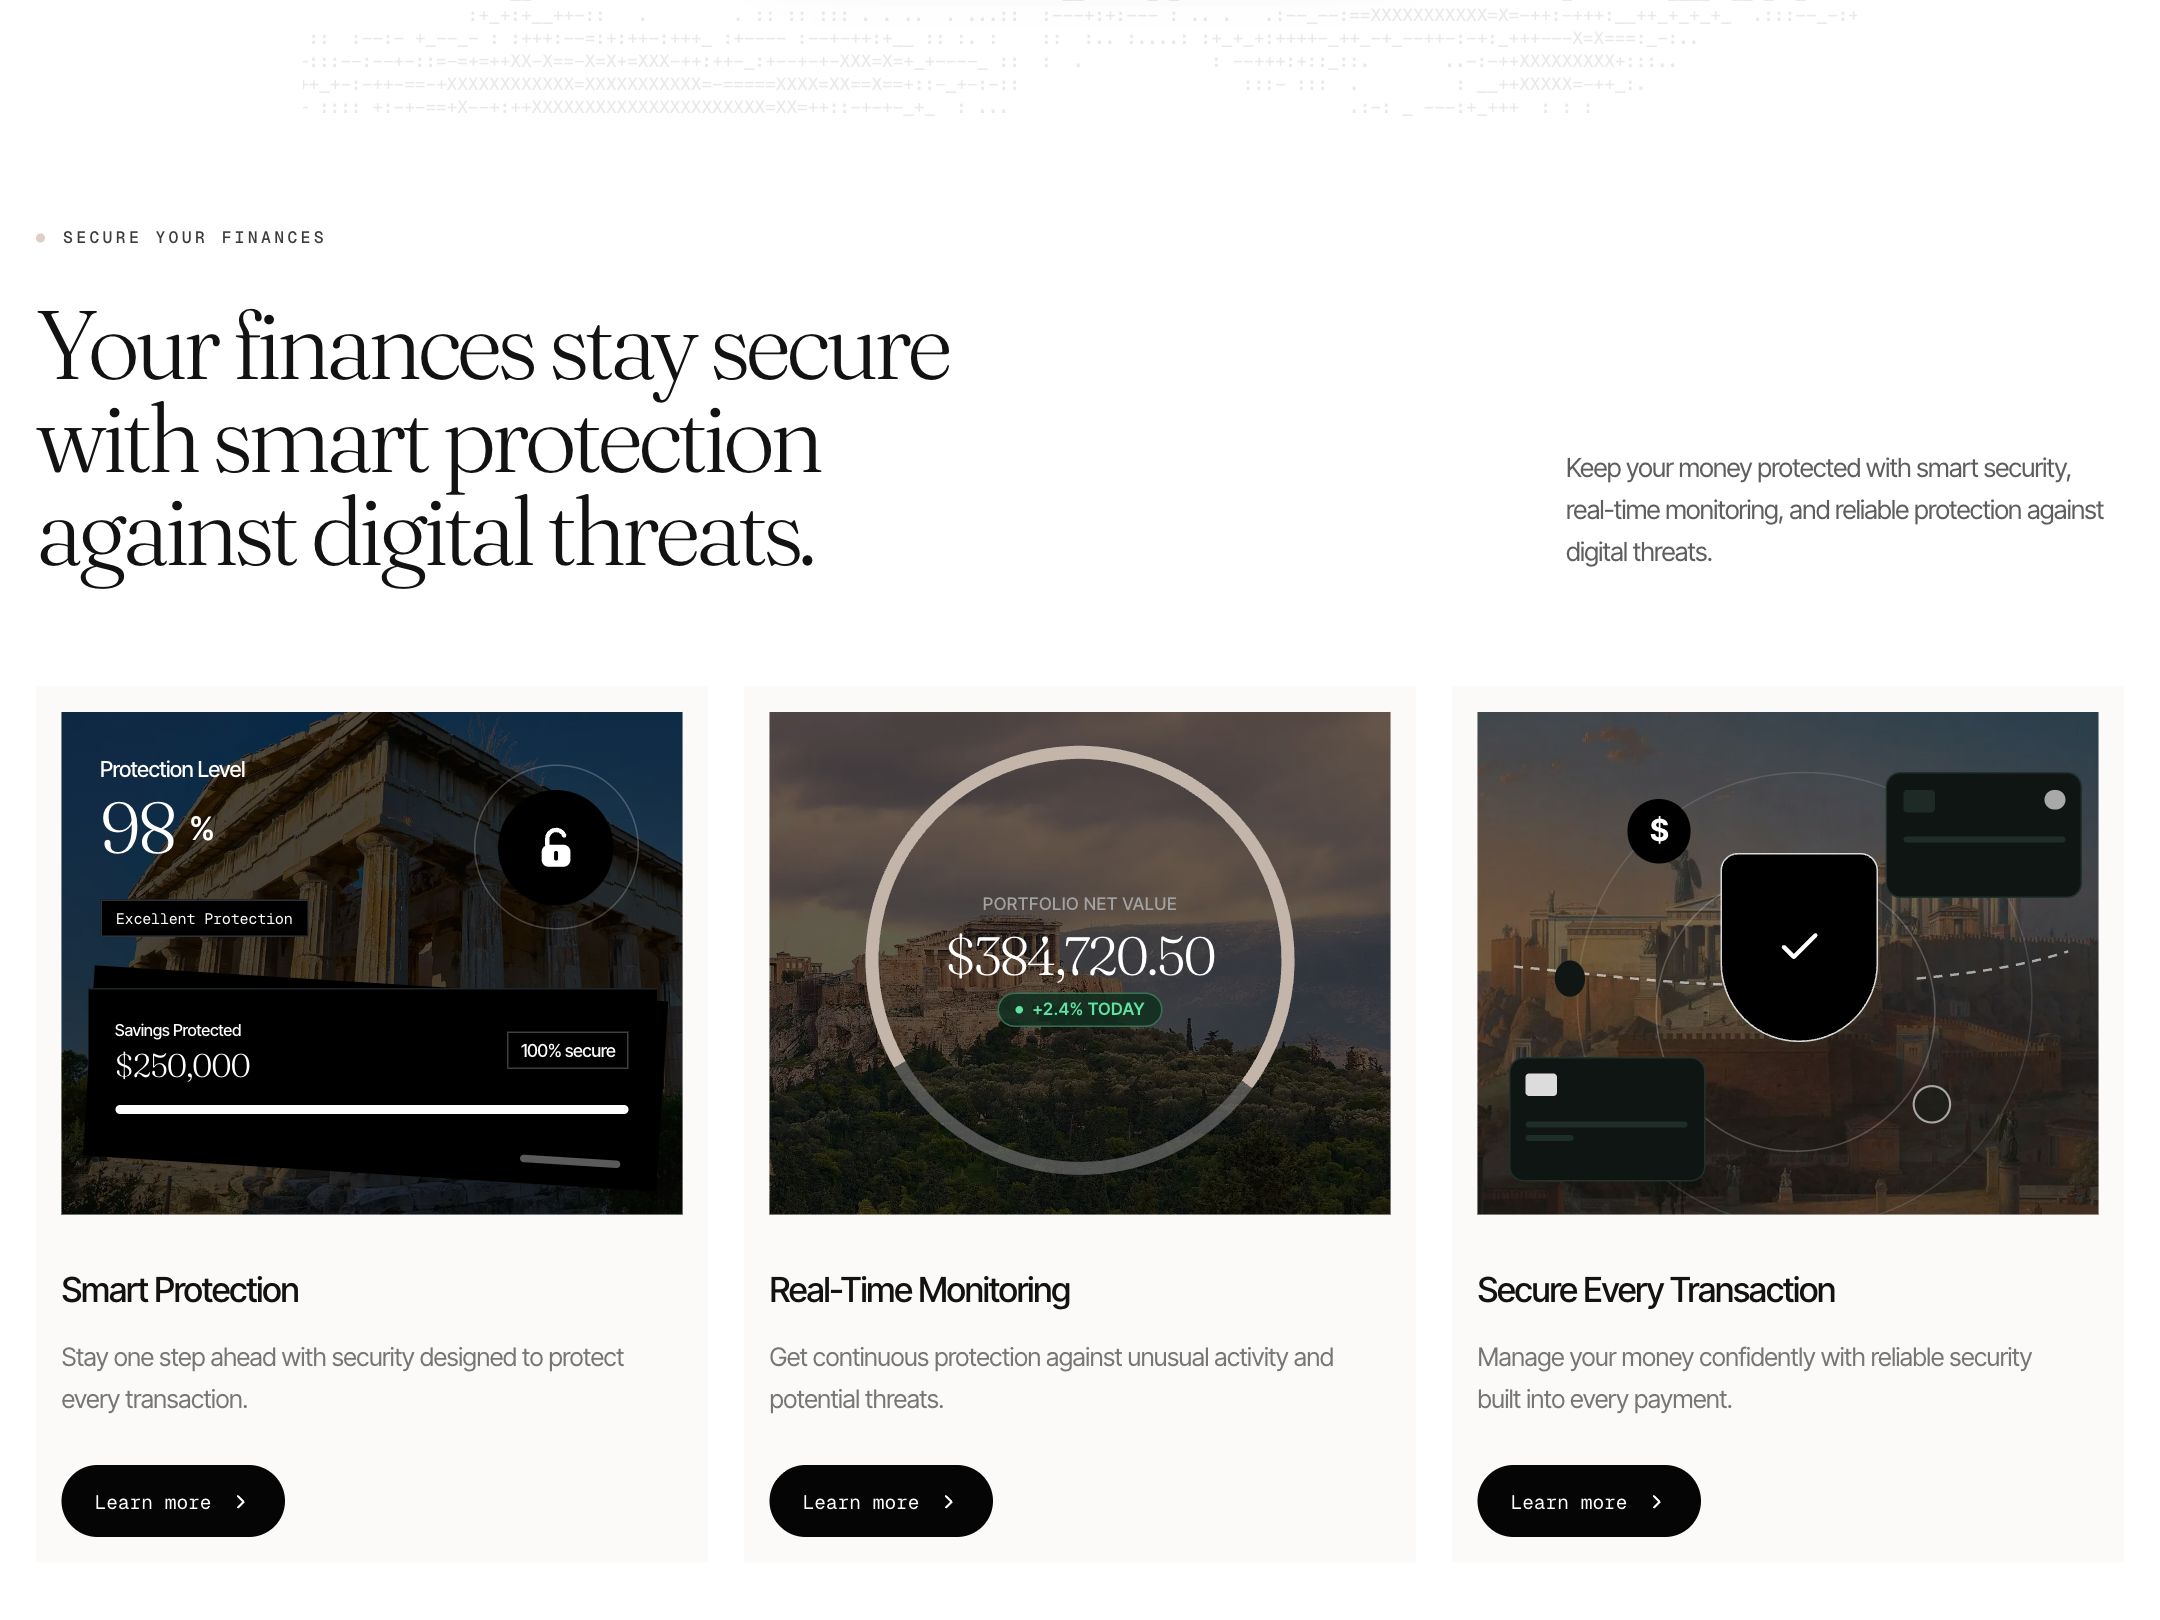 SECURE YOUR FINANCES
Your finances stay secure
with smart protection
against digital threats.
Keep your money protected with smart security,
real-time monitoring, and reliable protection against
digital threats.
Protection Level
98 %
Excellent Protection
Savings Protected
$250,000
100% secure
PORTFOLIO NET VALUE
$384,720.50
+2.4% TODAY
$
Smart Protection
Stay one step ahead with security designed to protect
every transaction.
Learn more
Real-Time Monitoring
Get continuous protection against unusual activity and
potential threats.
Learn more
Secure Every Transaction
Manage your money confidently with reliable security
built into every payment.
Learn more